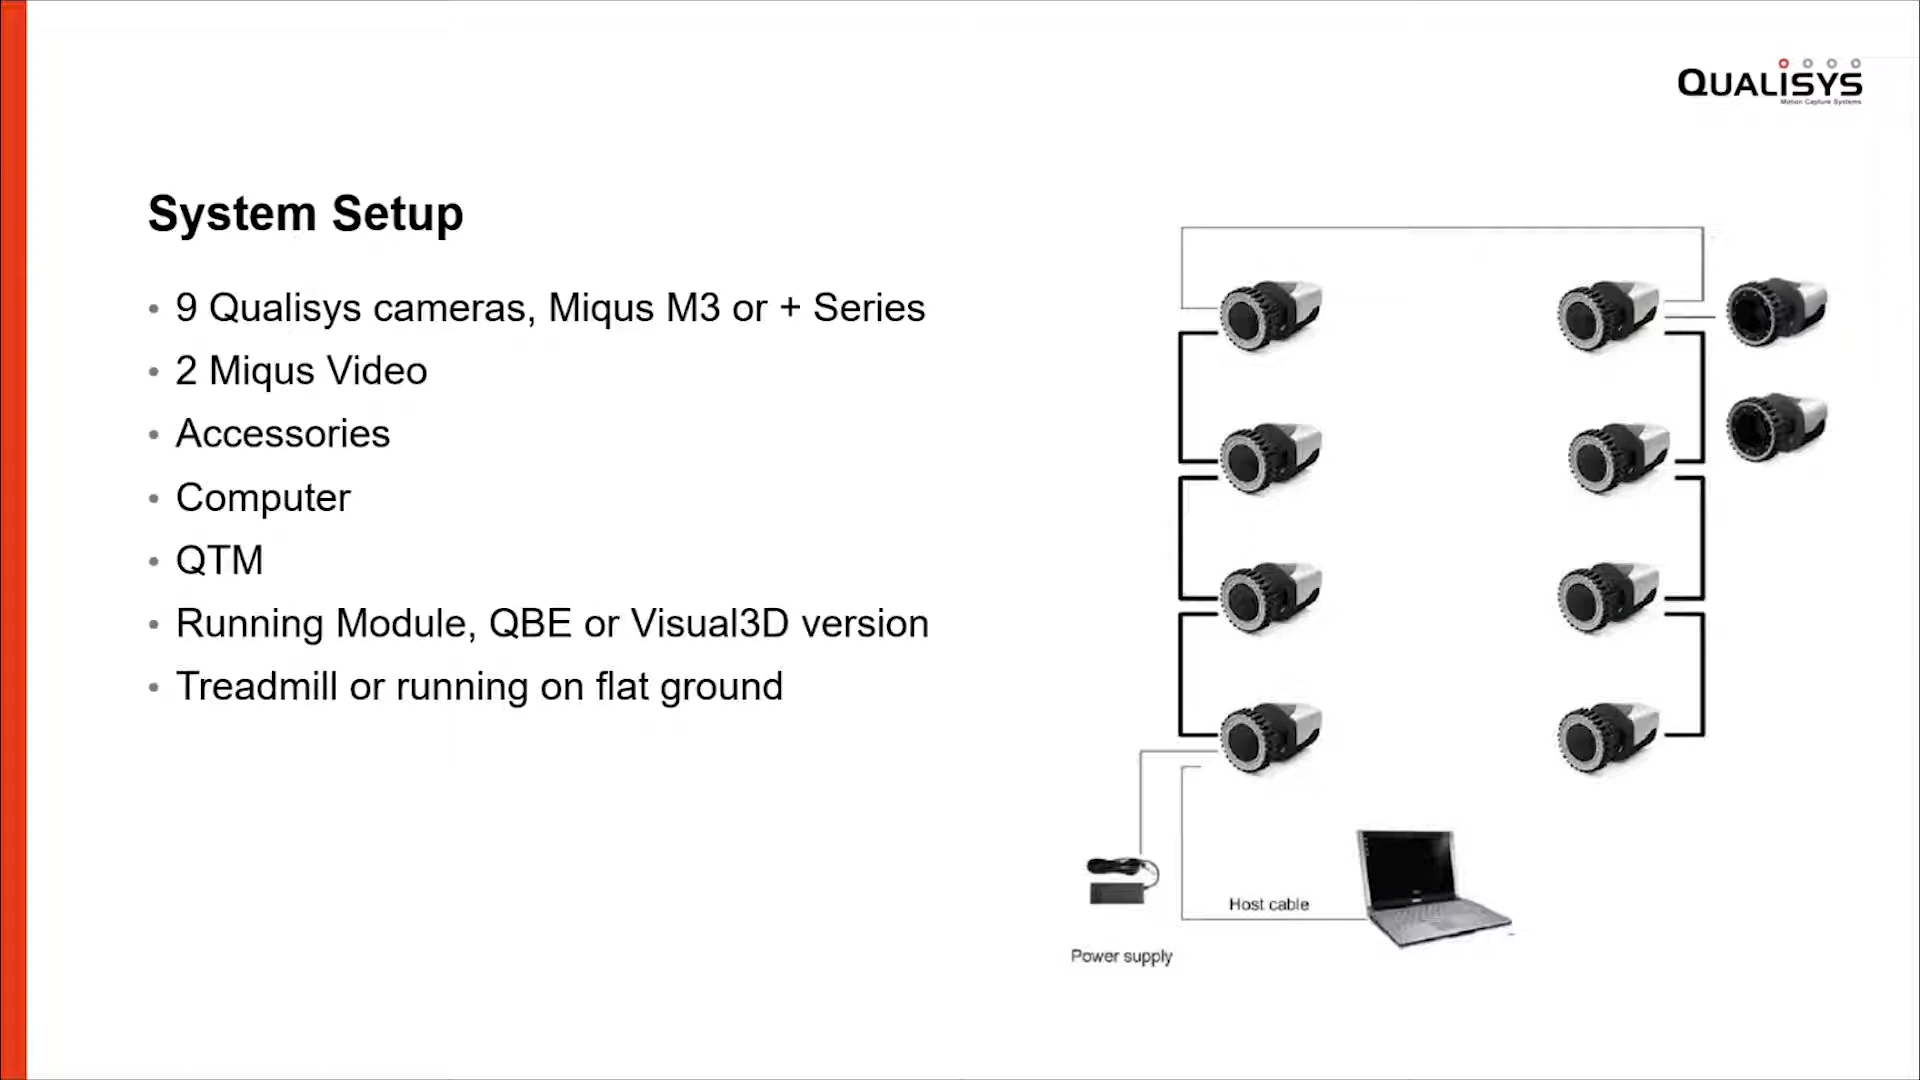 QUALISYS
Motion Capture Systems
System Setup
• 9 Qualisys cameras, Miqus M3 or + Series
• 2 Miqus Video
• Accessories
• Computer
• QTM
• Running Module, QBE or Visual3D version
• Treadmill or running on flat ground
Host cable
Power supply